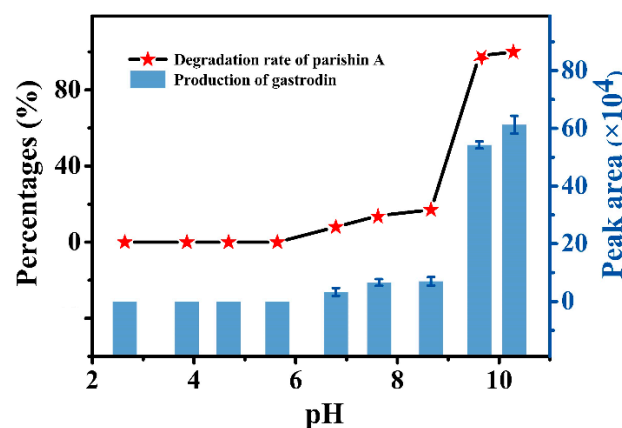 Degradation rate of parishin A
Production of gastrodin
Percentages (%)
80
40
0
Peak area (×10⁴)
80
60
40
20
0
2 4 6 8 10
pH